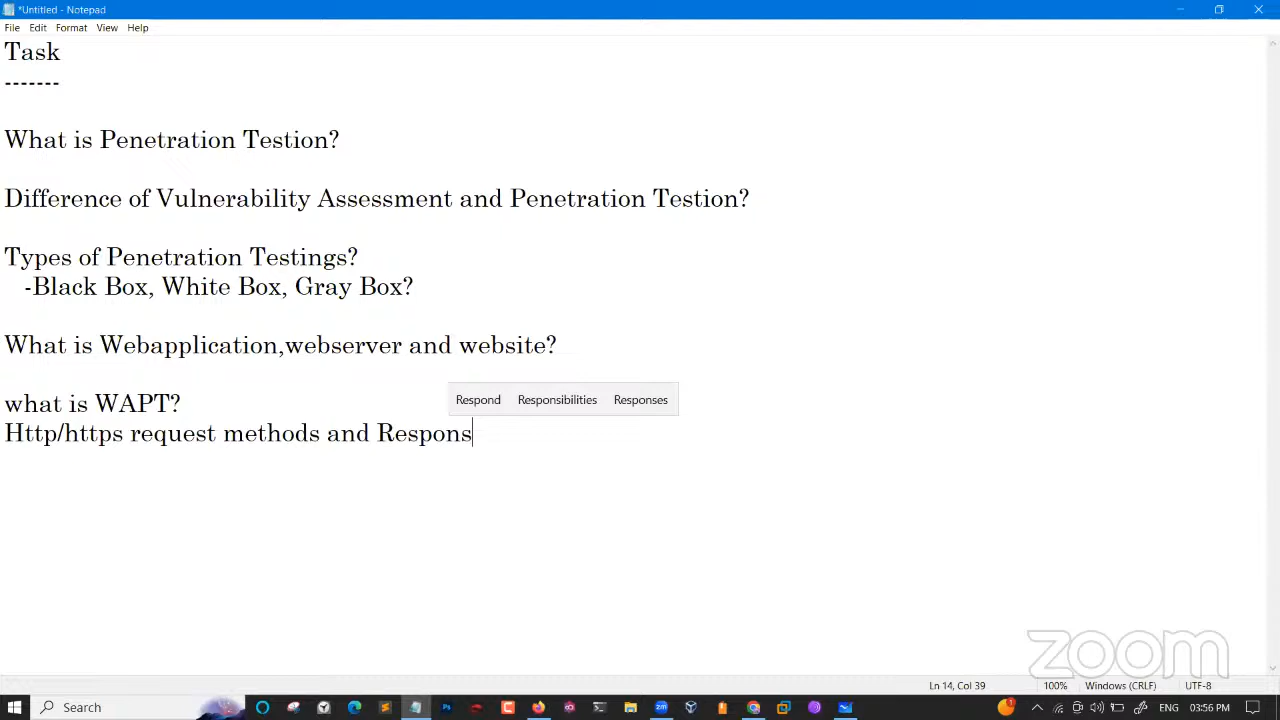 *Untitled - Notepad
File Edit Format View Help
Task
-------
What is Penetration Testion?
Difference of Vulnerability Assessment and Penetration Testion?
Types of Penetration Testings?
-Black Box, White Box, Gray Box?
What is Webapplication,webserver and website?
Respond Responsibilities Responses
what is WAPT?
Http/https request methods and Respons
zoom
Ln 14, Col 39 100% Windows (CRLF) UTF-8
Search zm ENG 03:56 PM